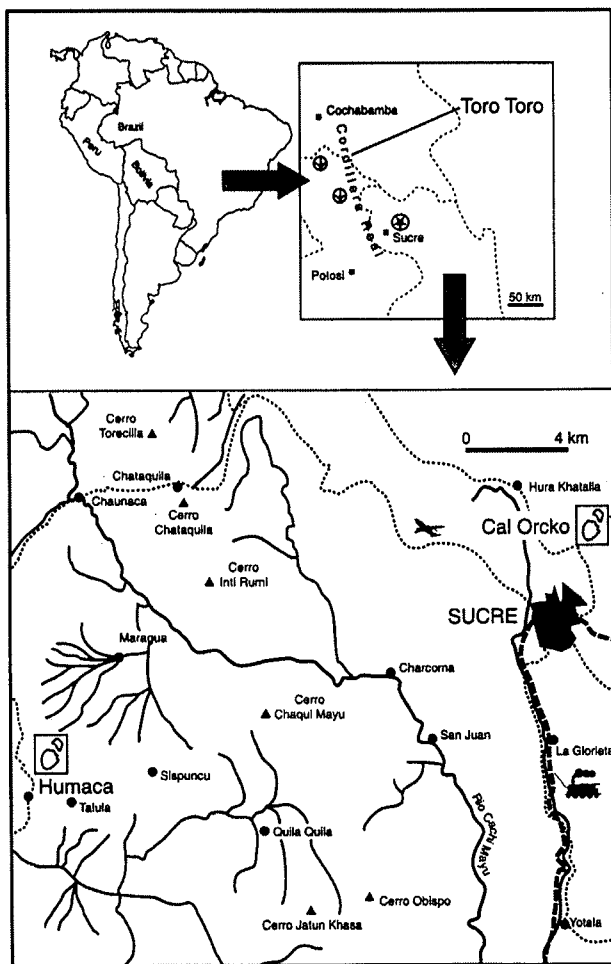 Brazil
Peru
Bolivia
Cochabamba
Toro Toro
Cordillera Real
Sucre
Potosi
50 km
Cerro
Torecilla
0 4 km
Chataquila
Hura Khatalla
Chaunaca
Cerro
Chataquila
Cal Orcko
Cerro
Inti Rumi
SUCRE
Maragua
Charcoma
Cerro
Chaqui Mayu
San Juan
La Glorieta
Humaca
Sispuncu
Talula
Quila Quila
Rio Cachi Mayu
Cerro Obispo
Cerro Jatun Khasa
Yotala